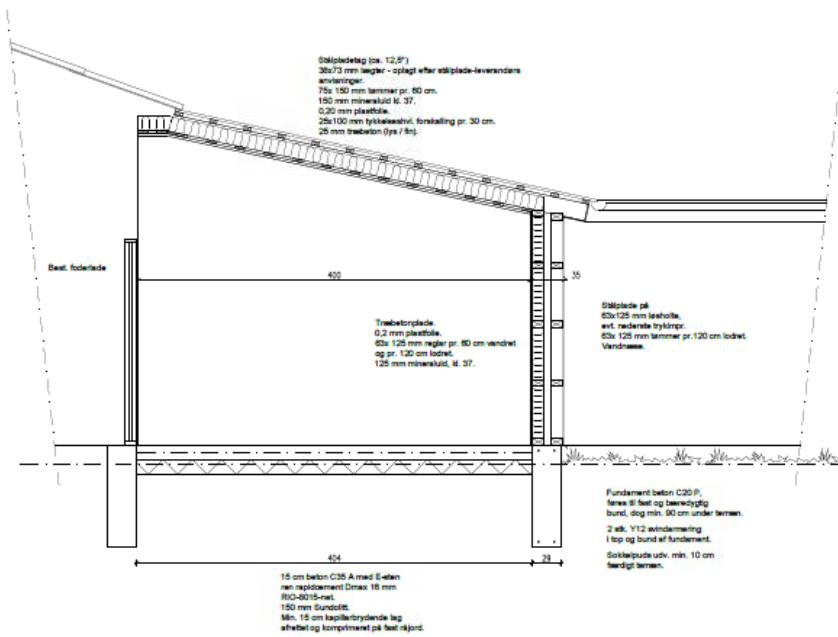 Stålpladetag (ca. 12,5°)
38x73 mm lægter - oplagt efter stålplade-leverandørs
anvisninger.
75x 150 mm tømmer pr. 60 cm.
150 mm mineraluld kl. 37.
0,20 mm plastfolie.
25x100 mm tykkelseshvl. forskalling pr. 30 cm.
25 mm træbeton (lys / fin).
Best. foderlade
400
35
Træbetonplade.
0,2 mm plastfolie.
63x 125 mm regler pr. 60 cm vandret
og pr. 120 cm lodret.
125 mm mineraluld, kl. 37.
Stålplade på
63x125 mm løsholte,
evt. nederste trykimpr.
63x 125 mm tømmer pr.120 cm lodret.
Vandnæse.
Fundament beton C20 P,
føres til fast og bæredygtig
bund, dog min. 90 cm under terræn.
2 stk. Y12 svindarmering
i top og bund af fundament.
Sokkelpuds udv. min. 10 cm
færdigt terræn.
404
29
15 cm beton C35 A med E-sten
ren rapidcement Dmax 16 mm
RIO-6015-net.
150 mm Sundolitt.
Min. 15 cm kapillarbrydende lag
afrettet og komprimeret på fast råjord.